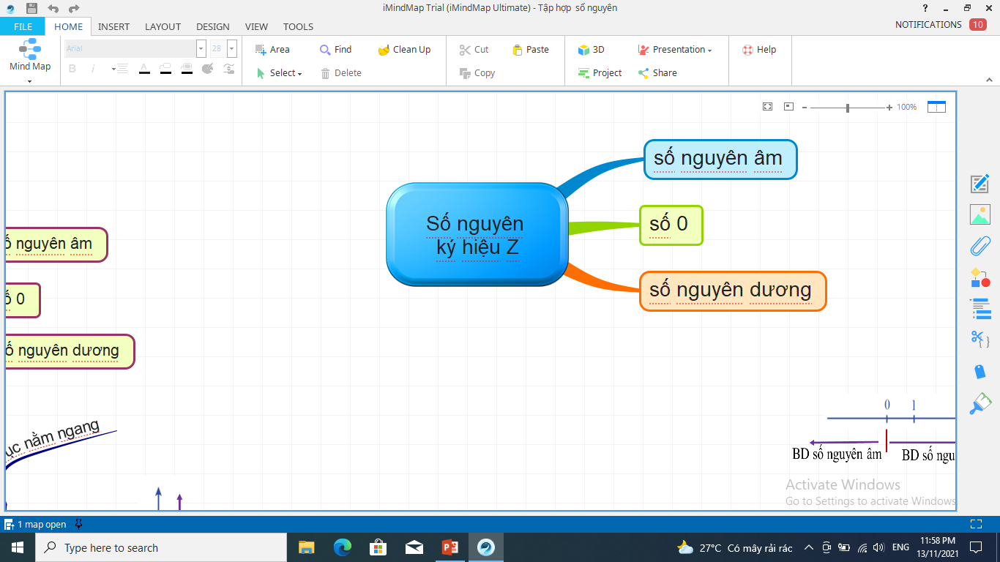 iMindMap Trial (iMindMap Ultimate) - Tập hợp số nguyên
FILE HOME INSERT LAYOUT DESIGN VIEW TOOLS NOTIFICATIONS 10
Arial 28 Area Find Clean Up Cut Paste 3D Presentation Help
Mind Map B i A Select Delete Copy Project Share
100%
số nguyên âm
số 0
Số nguyên
ký hiệu Z
số nguyên dương
nguyên âm
0
nguyên dương
nằm ngang
0 1
BD số nguyên âm BD số
Activate Windows
Go to Settings to activate Windows.
1 map open
Type here to search 27°C Có mây rải rác ENG 11:58 PM
13/11/2021